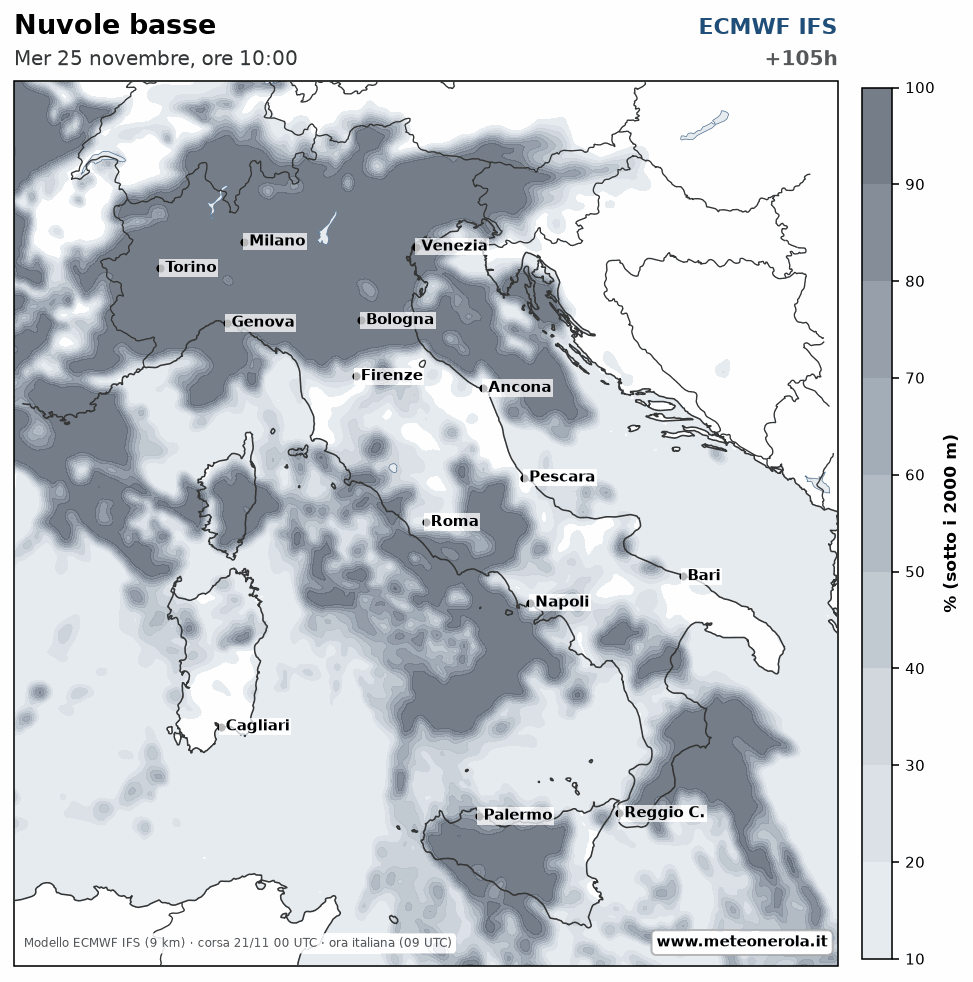 Nuvole basse
ECMWF IFS
Mer 25 novembre, ore 10:00
+105h
100
90
80
70
60
50
40
30
20
10
% (sotto i 2000 m)
Milano
Venezia
Torino
Genova
Bologna
Firenze
Ancona
Pescara
Roma
Bari
Napoli
Cagliari
Palermo
Reggio C.
Modello ECMWF IFS (9 km) · corsa 21/11 00 UTC · ora italiana (09 UTC)
www.meteonerola.it